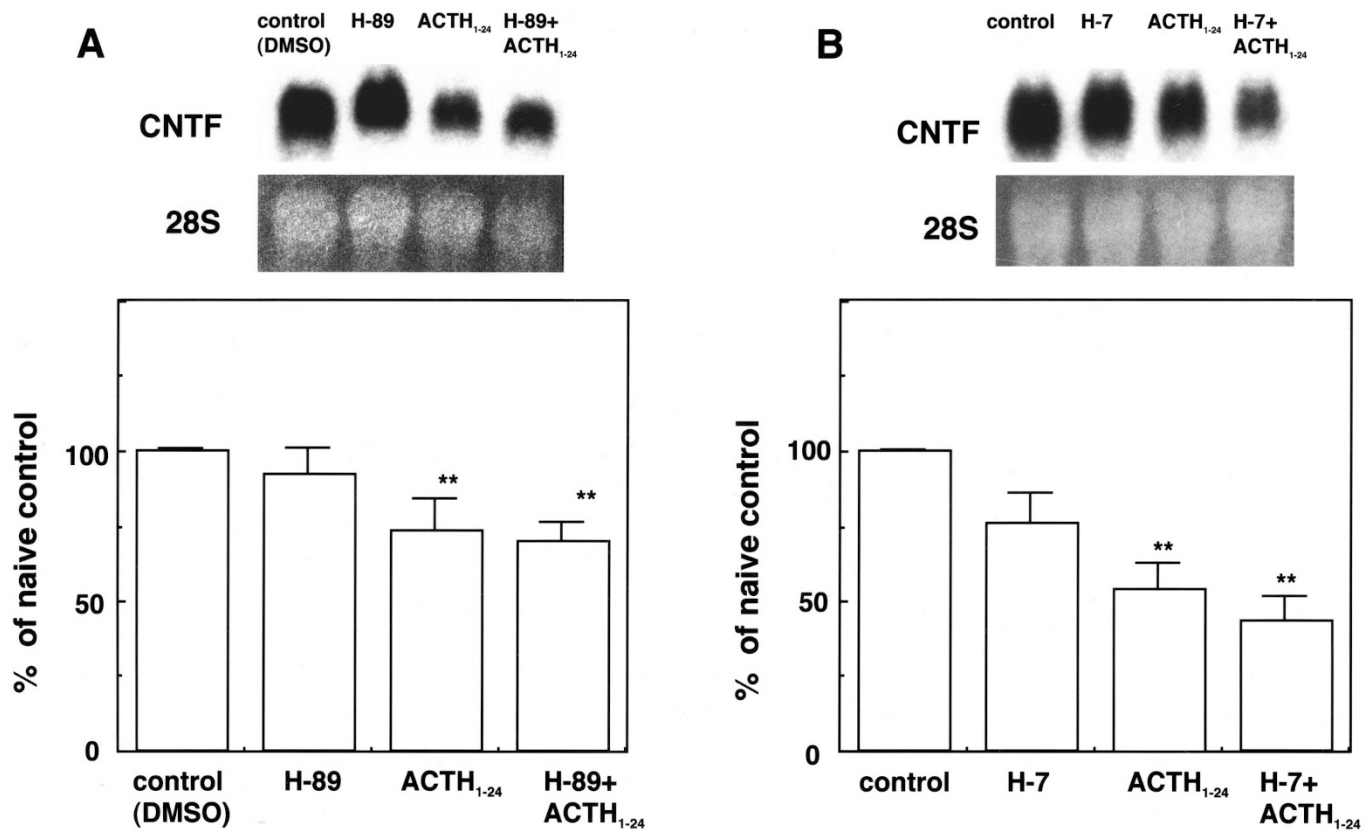 A
control H-89 ACTH₁₋₂₄ H-89+
(DMSO) ACTH₁₋₂₄
CNTF
28S
% of naive control
100
50
0
** **
control H-89 ACTH₁₋₂₄ H-89+
(DMSO) ACTH₁₋₂₄
B
control H-7 ACTH₁₋₂₄ H-7+
ACTH₁₋₂₄
CNTF
28S
% of naive control
100
50
0
**
**
control H-7 ACTH₁₋₂₄ H-7+
ACTH₁₋₂₄